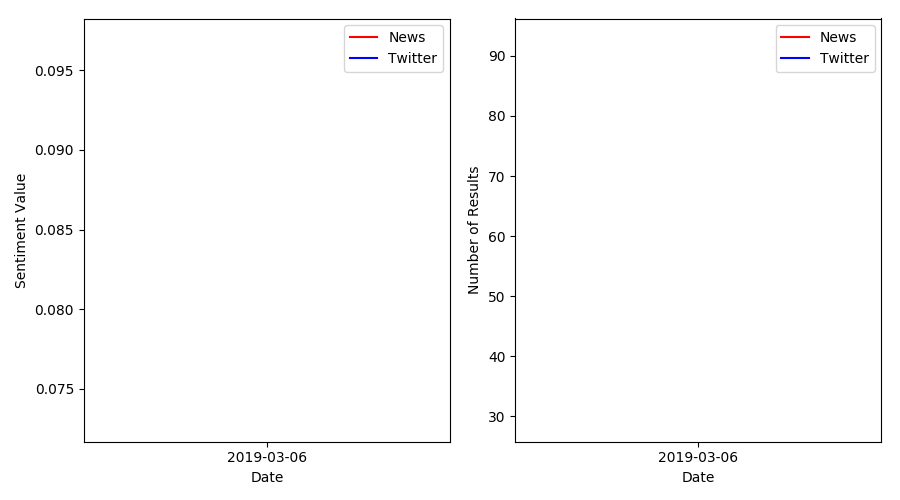 News
Twitter
0.095
0.090
0.085
0.080
0.075
Sentiment Value
2019-03-06
Date
News
Twitter
90
80
70
60
50
40
30
Number of Results
2019-03-06
Date